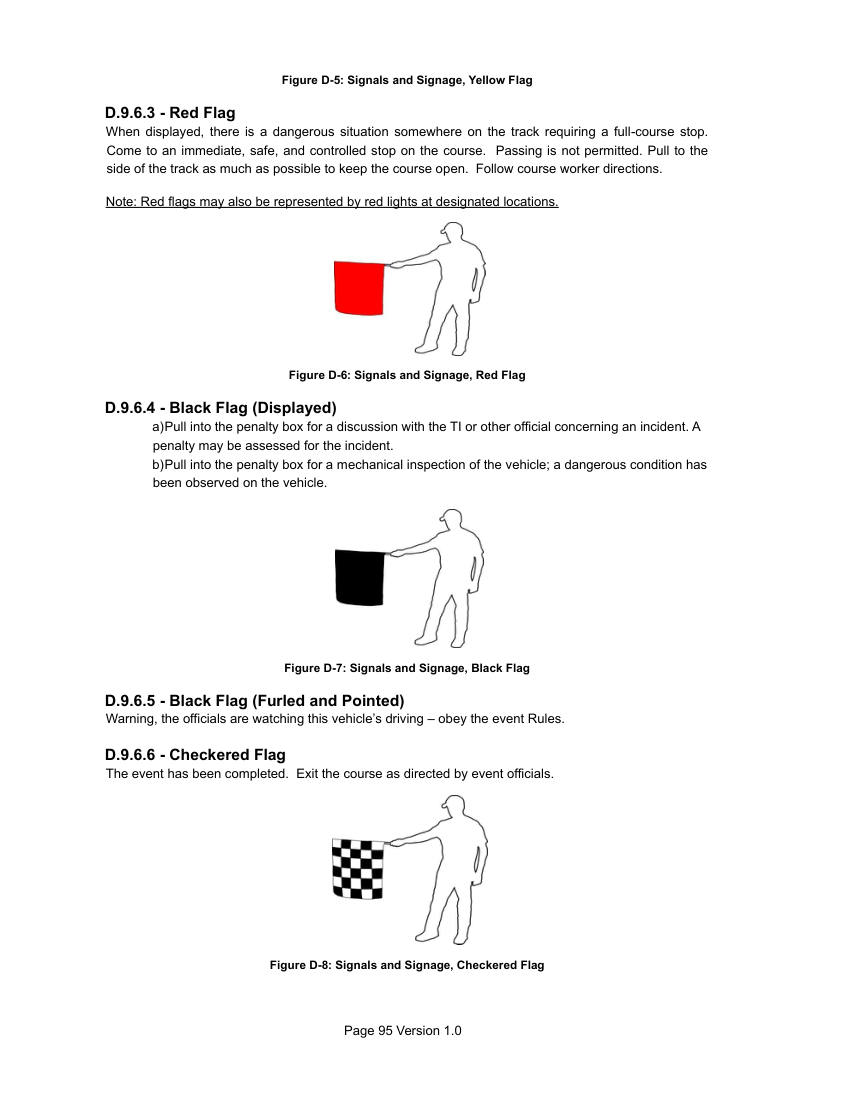 Figure D-5: Signals and Signage, Yellow Flag
D.9.6.3 - Red Flag
When displayed, there is a dangerous situation somewhere on the track requiring a full-course stop.
Come to an immediate, safe, and controlled stop on the course.  Passing is not permitted. Pull to the
side of the track as much as possible to keep the course open.  Follow course worker directions.
Note: Red flags may also be represented by red lights at designated locations.
Figure D-6: Signals and Signage, Red Flag
D.9.6.4 - Black Flag (Displayed)
a)Pull into the penalty box for a discussion with the TI or other official concerning an incident. A
penalty may be assessed for the incident.
b)Pull into the penalty box for a mechanical inspection of the vehicle; a dangerous condition has
been observed on the vehicle.
Figure D-7: Signals and Signage, Black Flag
D.9.6.5 - Black Flag (Furled and Pointed)
Warning, the officials are watching this vehicle’s driving – obey the event Rules.
D.9.6.6 - Checkered Flag
The event has been completed.  Exit the course as directed by event officials.
Figure D-8: Signals and Signage, Checkered Flag
Page 95 Version 1.0